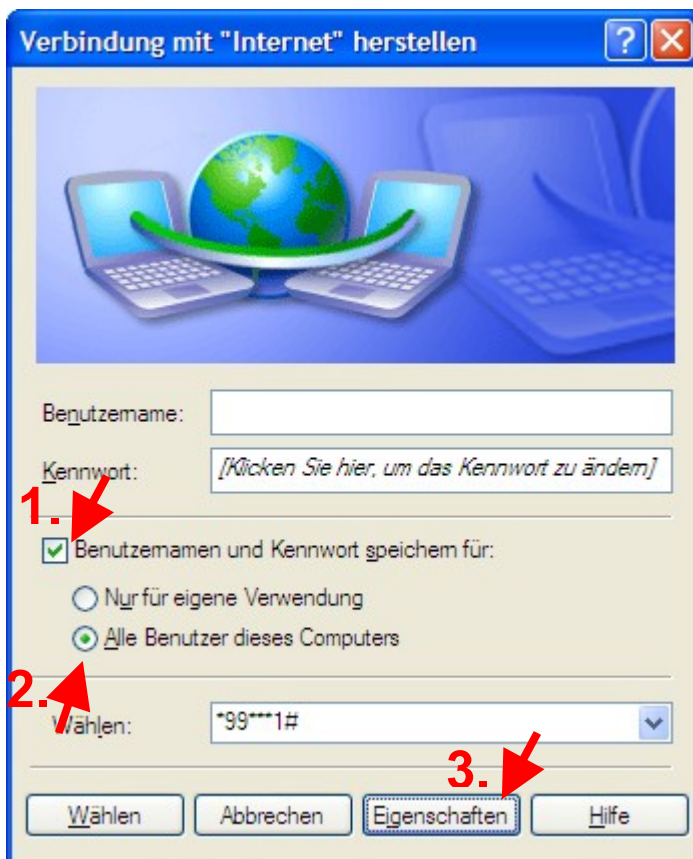 Verbindung mit "Internet" herstellen
Benutzername:
Kennwort: [Klicken Sie hier, um das Kennwort zu ändern]
1.
Benutzernamen und Kennwort speichern für:
Nur für eigene Verwendung
Alle Benutzer dieses Computers
2.
Wählen: *99***1#
3.
Wählen Abbrechen Eigenschaften Hilfe